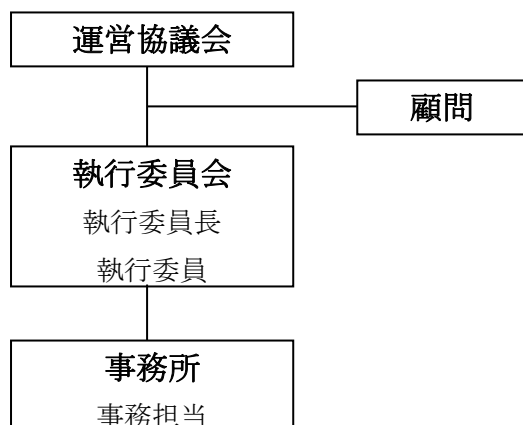 運営協議会
顧問
執行委員会
執行委員長
執行委員
事務所
事務担当